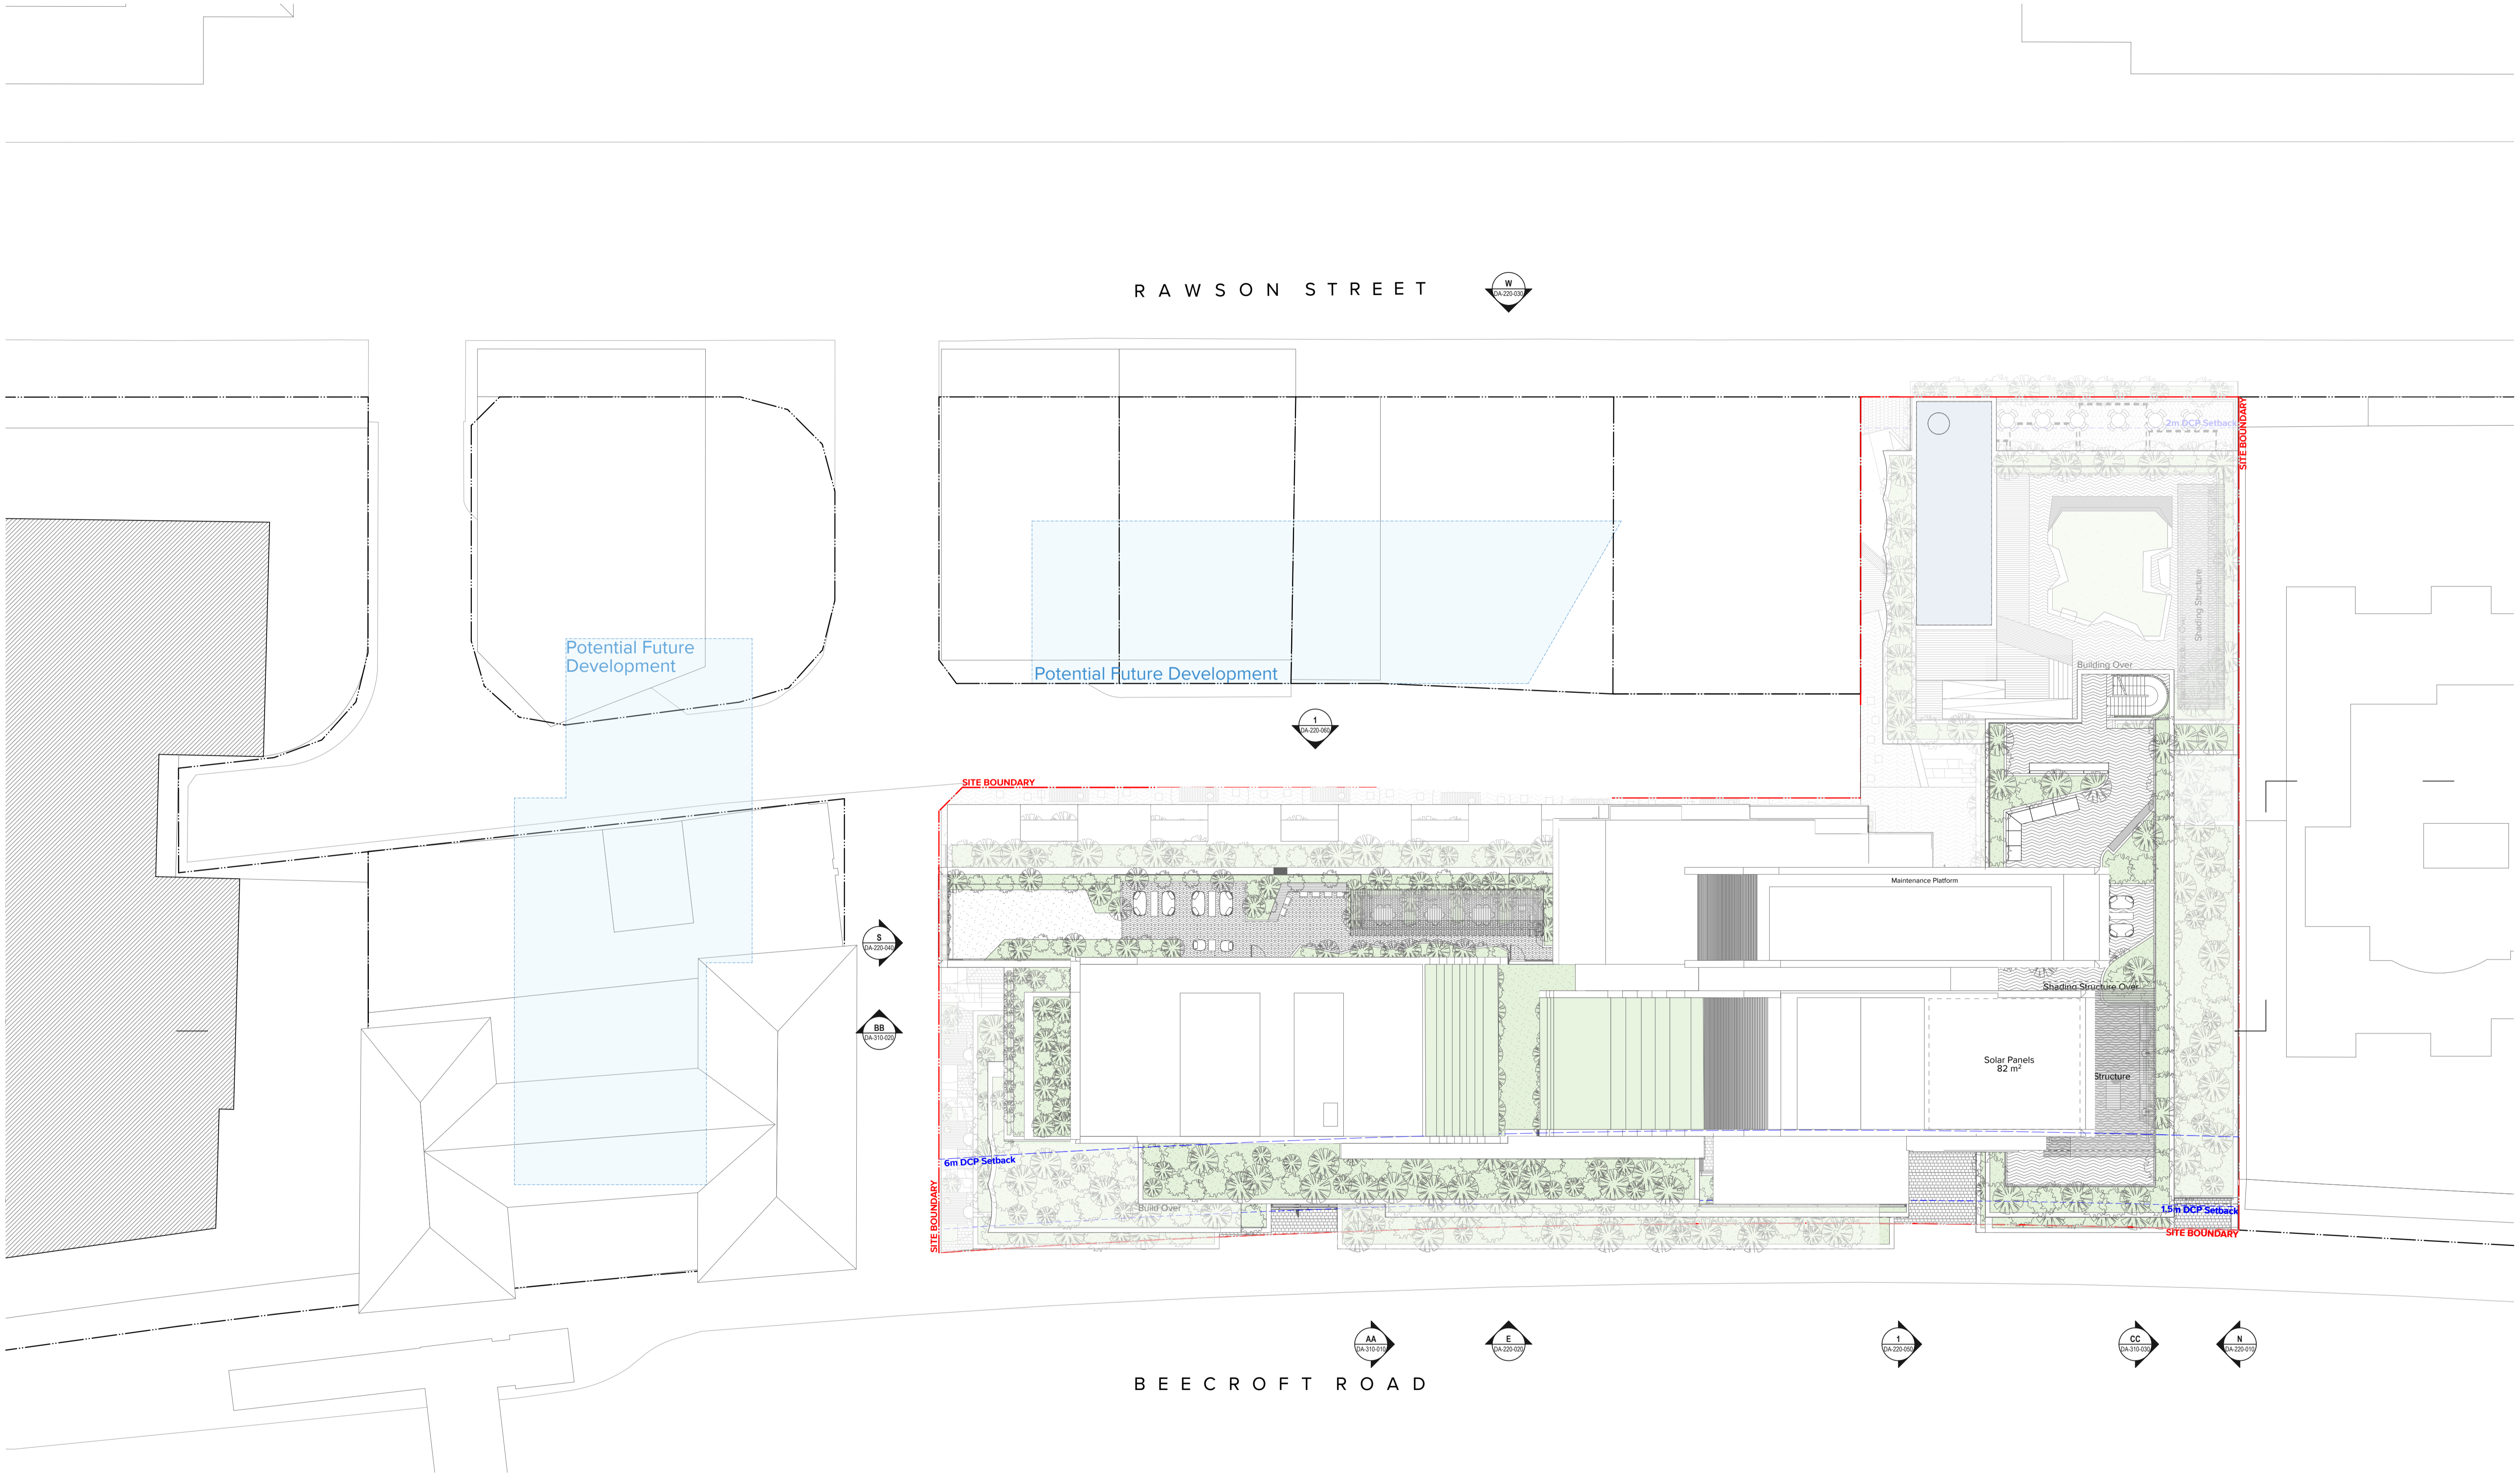 RAWSON STREET
W
DA-220-030
SITE BOUNDARY
2m DCP Setback
Shading Structure
Potential Future
Development
Potential Future Development
Building Over
1
DA-220-060
SITE BOUNDARY
Maintenance Platform
S
DA-220-040
Shading Structure Over
BB
DA-310-020
Solar Panels
82 m²
Structure
6m DCP Setback
SITE BOUNDARY
Build Over
1.5m DCP Setback
SITE BOUNDARY
AA
DA-310-010
E
DA-220-020
1
DA-220-050
CC
DA-310-030
N
DA-220-010
BEECROFT ROAD